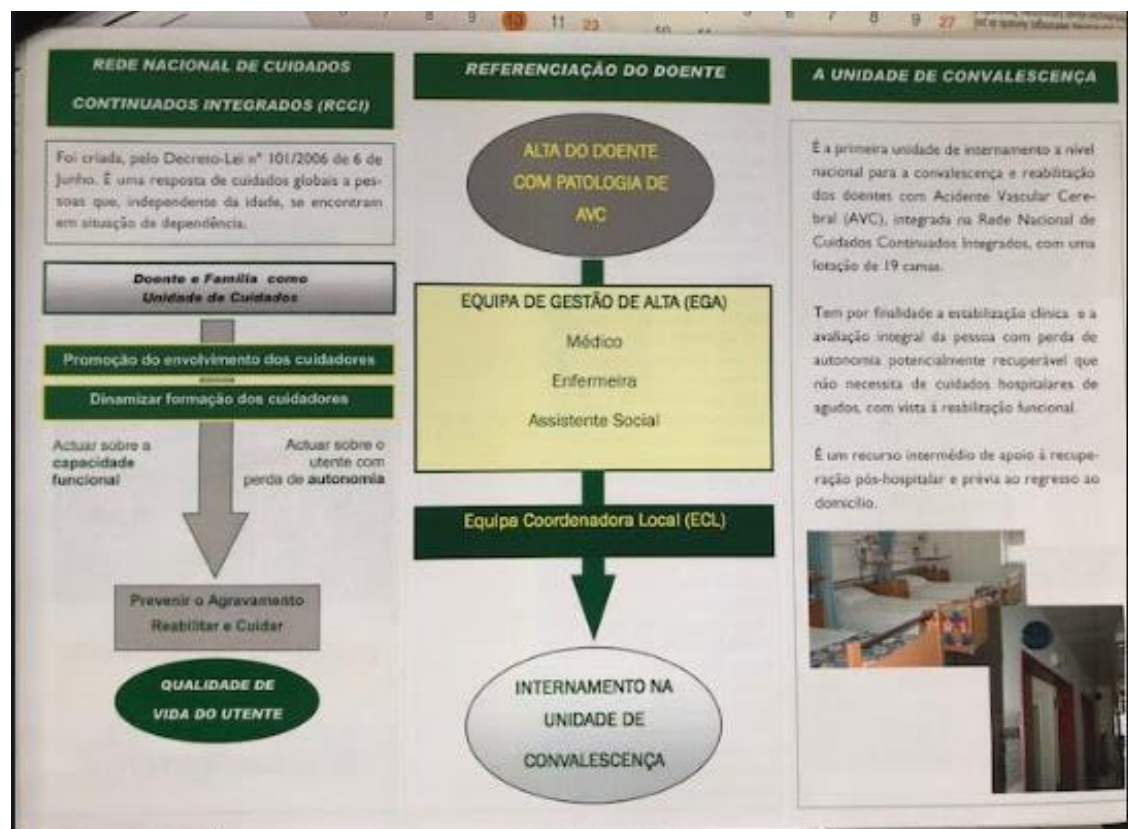 8 9 10 11 23
7 8 9 27
REDE NACIONAL DE CUIDADOS
CONTINUADOS INTEGRADOS (RCCI)
Foi criada, pelo Decreto-Lei nº 101/2006 de 6 de
Junho. É uma resposta de cuidados globais a pes-
soas que, independente da idade, se encontram
em situação de dependência.
Doente e Família como
Unidade de Cuidados
Promoção do envolvimento dos cuidadores
Dinamizar formação dos cuidadores
Actuar sobre a
capacidade
funcional
Actuar sobre o
utente com
perda de autonomia
Prevenir o Agravamento
Reabilitar e Cuidar
QUALIDADE DE
VIDA DO UTENTE
REFERENCIAÇÃO DO DOENTE
ALTA DO DOENTE
COM PATOLOGIA DE
AVC
EQUIPA DE GESTÃO DE ALTA (EGA)
Médico
Enfermeira
Assistente Social
Equipa Coordenadora Local (ECL)
INTERNAMENTO NA
UNIDADE DE
CONVALESCENÇA
A UNIDADE DE CONVALESCENÇA
É a primeira unidade de internamento a nível
nacional para a convalescença e reabilitação
dos doentes com Acidente Vascular Cere-
bral (AVC), integrada na Rede Nacional de
Cuidados Continuados Integrados, com uma
lotação de 19 camas.
Tem por finalidade a estabilização clínica e a
avaliação integral da pessoa com perda de
autonomia potencialmente recuperável que
não necessita de cuidados hospitalares de
agudos, com vista à reabilitação funcional.
É um recurso intermédio de apoio à recupe-
ração pós-hospitalar e prévia ao regresso ao
domicílio.